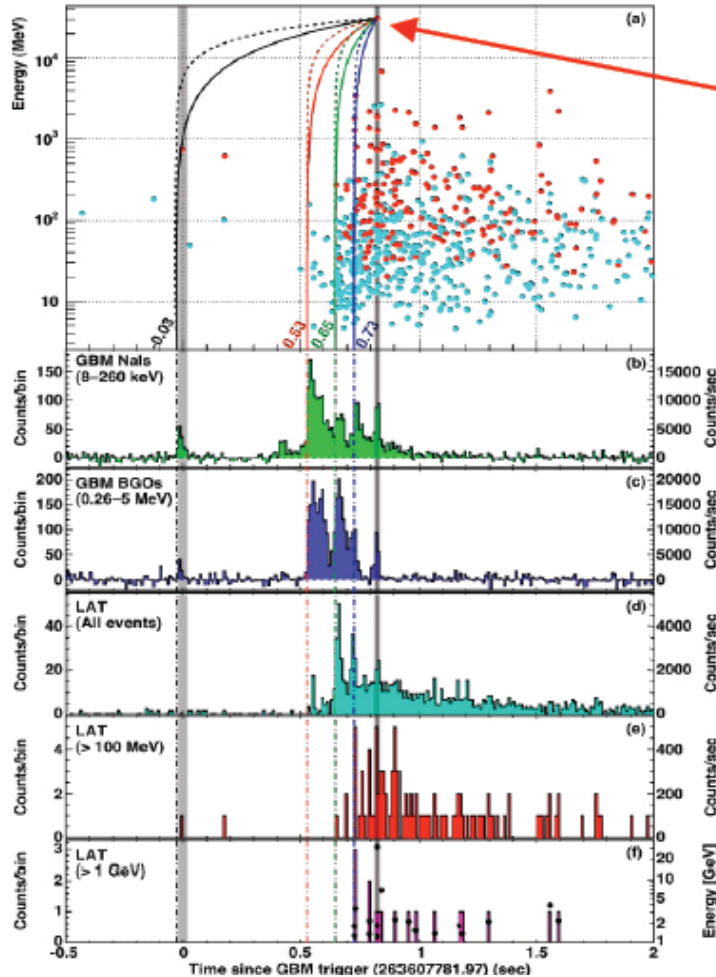 (a)
Energy (MeV)
10⁴
10³
10²
10
-0.03
0.53
0.65
0.73
GBM NaIs
(8–260 keV)
(b)
Counts/bin
150
100
50
0
Counts/sec
15000
10000
5000
0
GBM BGOs
(0.26–5 MeV)
(c)
Counts/bin
200
150
100
50
0
Counts/sec
20000
15000
10000
5000
0
LAT
(All events)
(d)
Counts/bin
40
20
0
Counts/sec
4000
2000
0
LAT
(> 100 MeV)
(e)
Counts/bin
4
2
0
Counts/sec
400
200
0
LAT
(> 1 GeV)
(f)
Counts/bin
3
2
1
0
Energy [GeV]
20
10
5
2
1
-0.5
0
0.5
1
1.5
2
Time since GBM trigger (263607781.97) (sec)